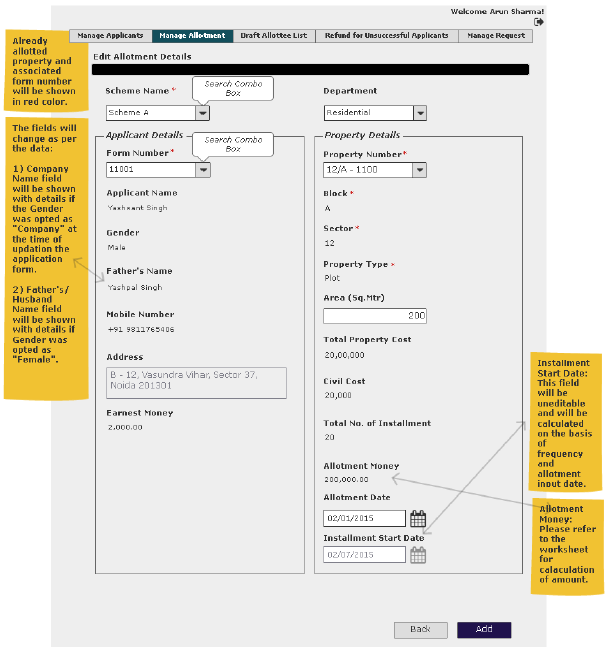 Welcome Arun Sharma!
Manage Applicants
Manage Allotment
Draft Allottee List
Refund for Unsuccessful Applicants
Manage Request
Already
allotted
property and
associated
form number
will be shown
in red color.
Edit Allotment Details
Scheme Name *
Search Combo
Box
Department
Scheme A
Residential
The fields will
change as per
the data:
1) Company
Name field
will be shown
with details if
the Gender
was opted as
"Company" at
the time of
updation the
application
form.
2) Father's/
Husband
Name field
will be shown
with details if
Gender was
opted as
"Female".
Applicant Details
Search Combo
Box
Form Number*
11001
Applicant Name
Yashsant Singh
Gender
Male
Father's Name
Yashpal Singh
Mobile Number
+91 9811765406
Address
B - 12, Vasundra Vihar, Sector 37,
Noida 201301
Earnest Money
2,000.00
Property Details
Property Number*
12/A - 1100
Block *
A
Sector *
12
Property Type *
Plot
Area (Sq.Mtr)
200
Total Property Cost
20,00,000
Civil Cost
20,000
Total No. of Installment
20
Allotment Money
200,000.00
Allotment Date
02/01/2015
Installment Start Date
02/07/2015
Installment
Start Date:
This field
will be
uneditable
and will be
calculated
on the basis
of
frequency
and
allotment
input date.
Allotment
Money:
Please refer
to the
worksheet
for
calaculation
of amount.
Back
Add